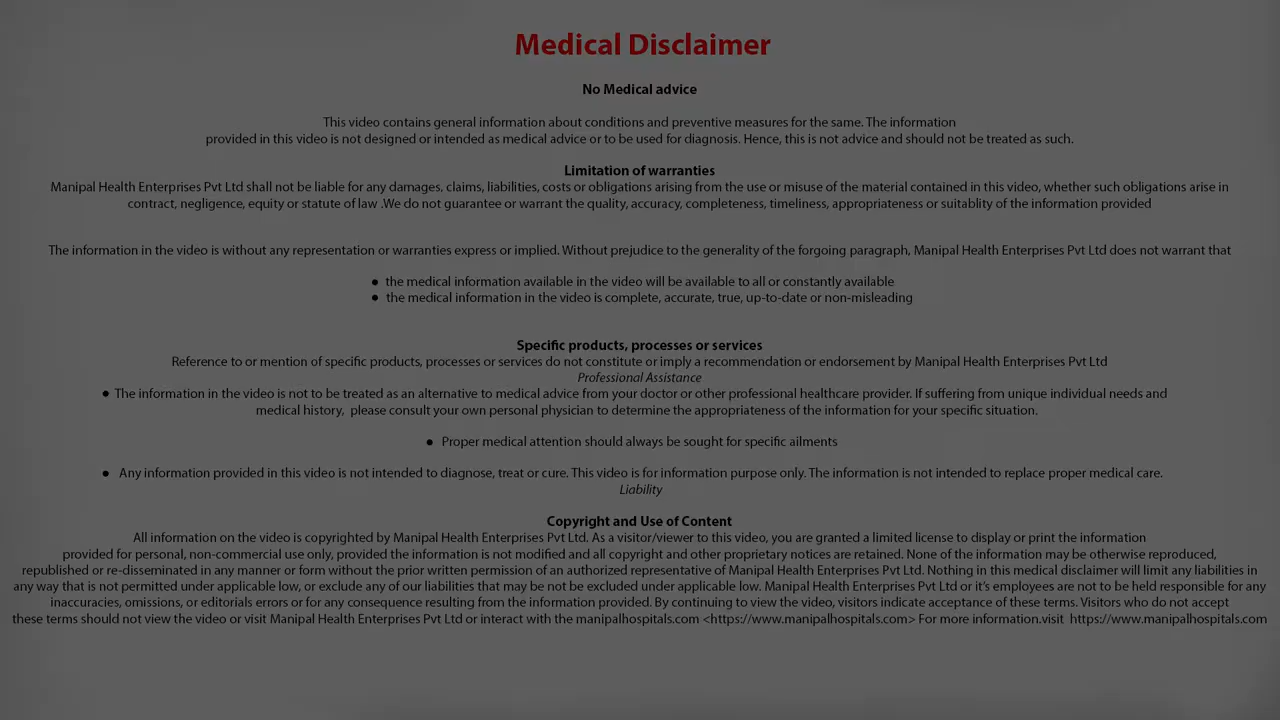 Medical Disclaimer
No Medical advice
This video contains general information about conditions and preventive measures for the same. The information
provided in this video is not designed or intended as medical advice or to be used for diagnosis. Hence, this is not advice and should not be treated as such.
Limitation of warranties
Manipal Health Enterprises Pvt Ltd shall not be liable for any damages, claims, liabilities, costs or obligations arising from the use or misuse of the material contained in this video, whether such obligations arise in
contract, negligence, equity or statute of law .We do not guarantee or warrant the quality, accuracy, completeness, timeliness, appropriateness or suitablity of the information provided
The information in the video is without any representation or warranties express or implied. Without prejudice to the generality of the forgoing paragraph, Manipal Health Enterprises Pvt Ltd does not warrant that
● the medical information available in the video will be available to all or constantly available
● the medical information in the video is complete, accurate, true, up-to-date or non-misleading
Specific products, processes or services
Reference to or mention of specific products, processes or services do not constitute or imply a recommendation or endorsement by Manipal Health Enterprises Pvt Ltd
Professional Assistance
● The information in the video is not to be treated as an alternative to medical advice from your doctor or other professional healthcare provider. If suffering from unique individual needs and
medical history, please consult your own personal physician to determine the appropriateness of the information for your specific situation.
● Proper medical attention should always be sought for specific ailments
● Any information provided in this video is not intended to diagnose, treat or cure. This video is for information purpose only. The information is not intended to replace proper medical care.
Liability
Copyright and Use of Content
All information on the video is copyrighted by Manipal Health Enterprises Pvt Ltd. As a visitor/viewer to this video, you are granted a limited license to display or print the information
provided for personal, non-commercial use only, provided the information is not modified and all copyright and other proprietary notices are retained. None of the information may be otherwise reproduced,
republished or re-disseminated in any manner or form without the prior written permission of an authorized representative of Manipal Health Enterprises Pvt Ltd. Nothing in this medical disclaimer will limit any liabilities in
any way that is not permitted under applicable low, or exclude any of our liabilities that may be not be excluded under applicable low. Manipal Health Enterprises Pvt Ltd or it's employees are not to be held responsible for any
inaccuracies, omissions, or editorials errors or for any consequence resulting from the information provided. By continuing to view the video, visitors indicate acceptance of these terms. Visitors who do not accept
these terms should not view the video or visit Manipal Health Enterprises Pvt Ltd or interact with the manipalhospitals.com <https://www.manipalhospitals.com> For more information.visit https://www.manipalhospitals.com